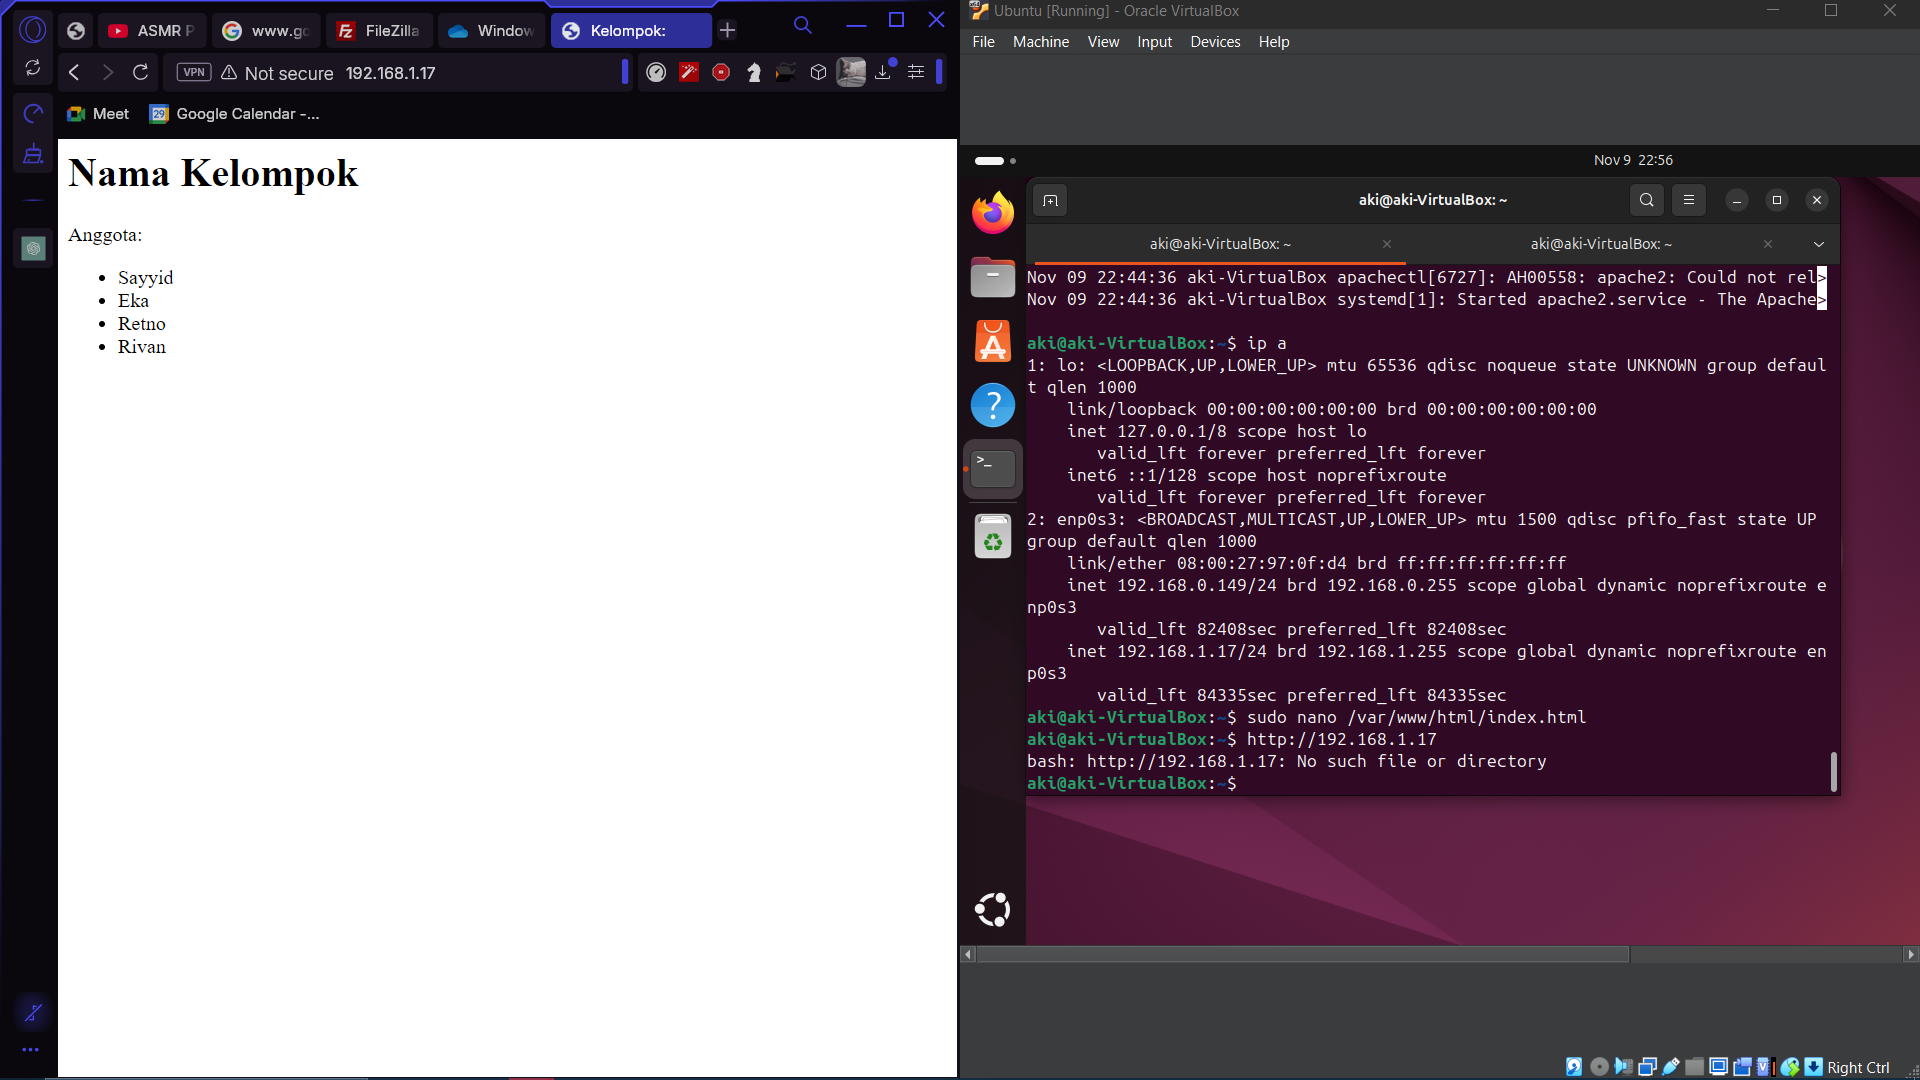 ASMR P
www.go
FileZilla
Window
Kelompok:
VPN
Not secure
192.168.1.17
Meet
29
Google Calendar -...
Nama Kelompok
Anggota:
Sayyid
Eka
Retno
Rivan
Ubuntu [Running] - Oracle VirtualBox
File
Machine
View
Input
Devices
Help
Nov 9 22:56
aki@aki-VirtualBox: ~
aki@aki-VirtualBox: ~
aki@aki-VirtualBox: ~
Nov 09 22:44:36 aki-VirtualBox apachectl[6727]: AH00558: apache2: Could not rel>
Nov 09 22:44:36 aki-VirtualBox systemd[1]: Started apache2.service - The Apache>
aki@aki-VirtualBox:~$ ip a
1: lo: <LOOPBACK,UP,LOWER_UP> mtu 65536 qdisc noqueue state UNKNOWN group defaul
t qlen 1000
link/loopback 00:00:00:00:00:00 brd 00:00:00:00:00:00
inet 127.0.0.1/8 scope host lo
valid_lft forever preferred_lft forever
inet6 ::1/128 scope host noprefixroute
valid_lft forever preferred_lft forever
2: enp0s3: <BROADCAST,MULTICAST,UP,LOWER_UP> mtu 1500 qdisc pfifo_fast state UP
group default qlen 1000
link/ether 08:00:27:97:0f:d4 brd ff:ff:ff:ff:ff:ff
inet 192.168.0.149/24 brd 192.168.0.255 scope global dynamic noprefixroute e
np0s3
valid_lft 82408sec preferred_lft 82408sec
inet 192.168.1.17/24 brd 192.168.1.255 scope global dynamic noprefixroute en
p0s3
valid_lft 84335sec preferred_lft 84335sec
aki@aki-VirtualBox:~$ sudo nano /var/www/html/index.html
aki@aki-VirtualBox:~$ http://192.168.1.17
bash: http://192.168.1.17: No such file or directory
aki@aki-VirtualBox:~$
Right Ctrl